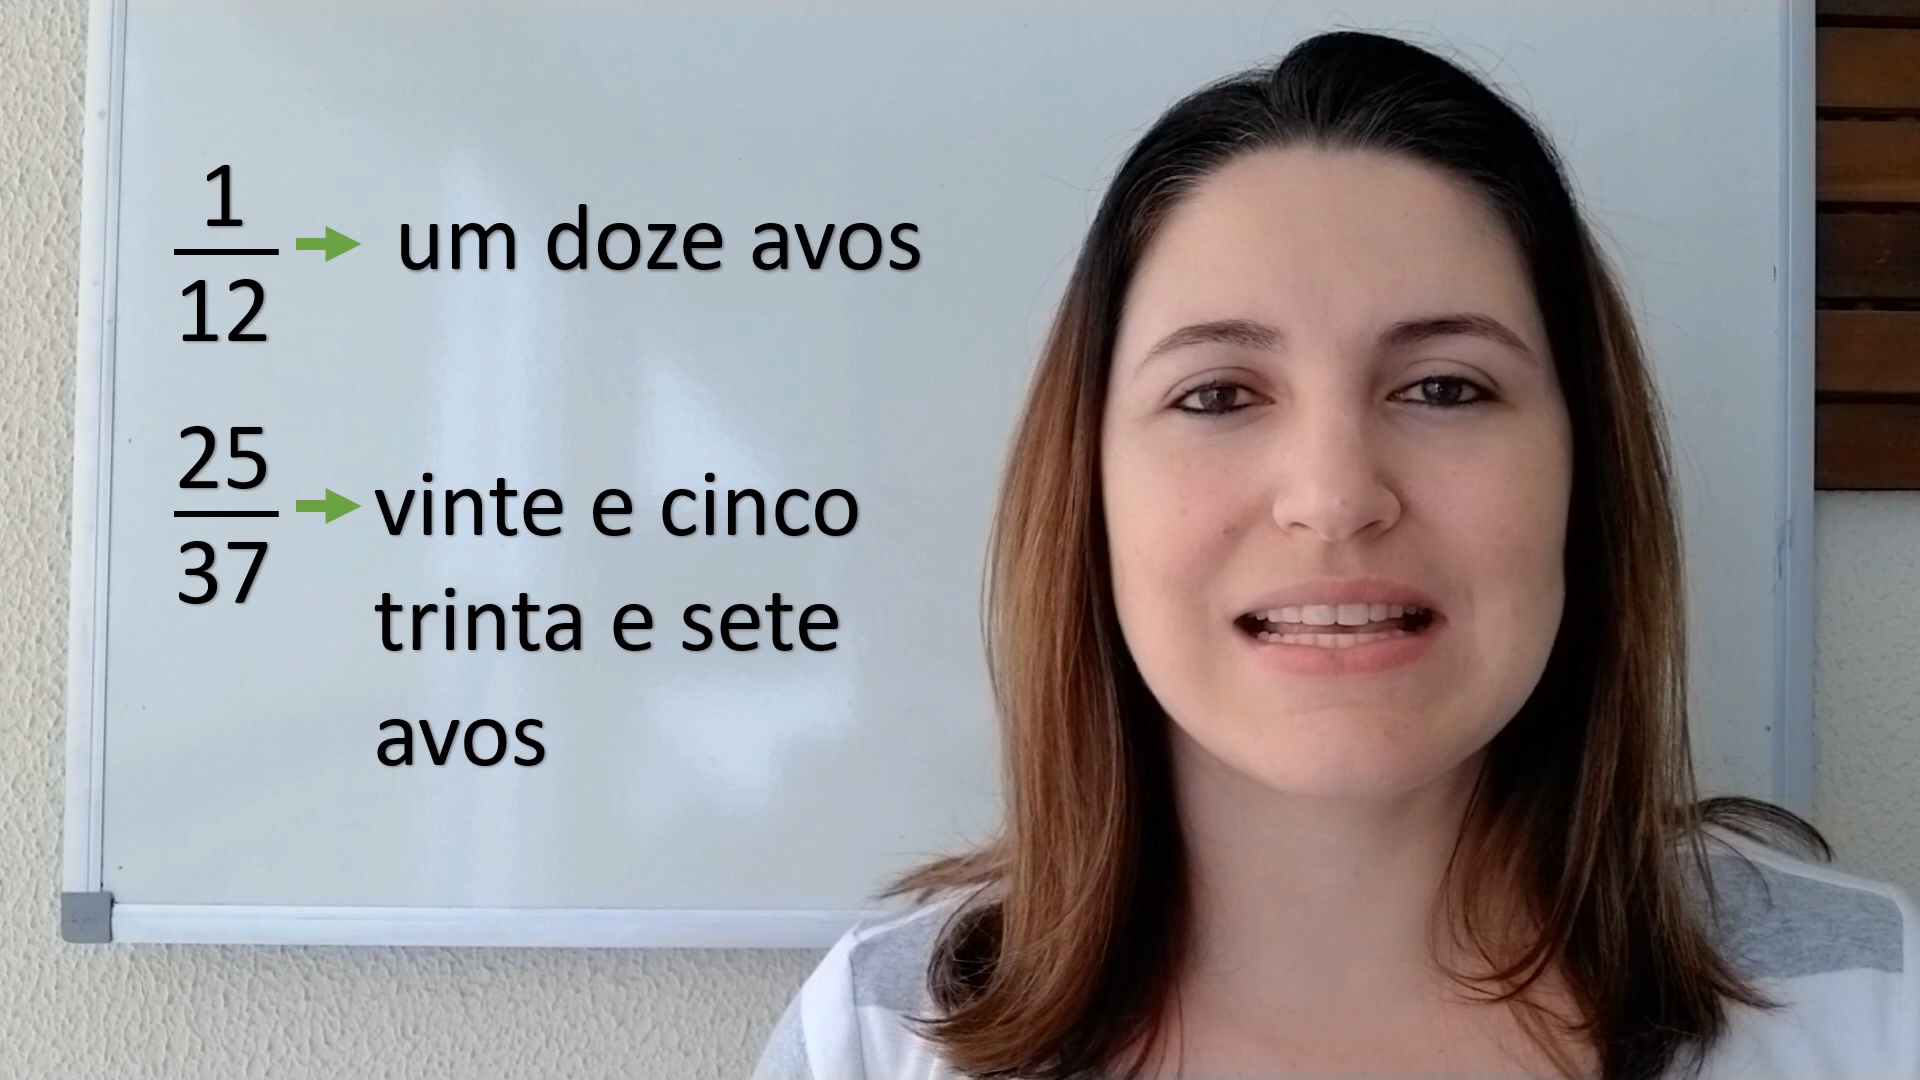 1
12
um doze avos
25
37
vinte e cinco
trinta e sete
avos